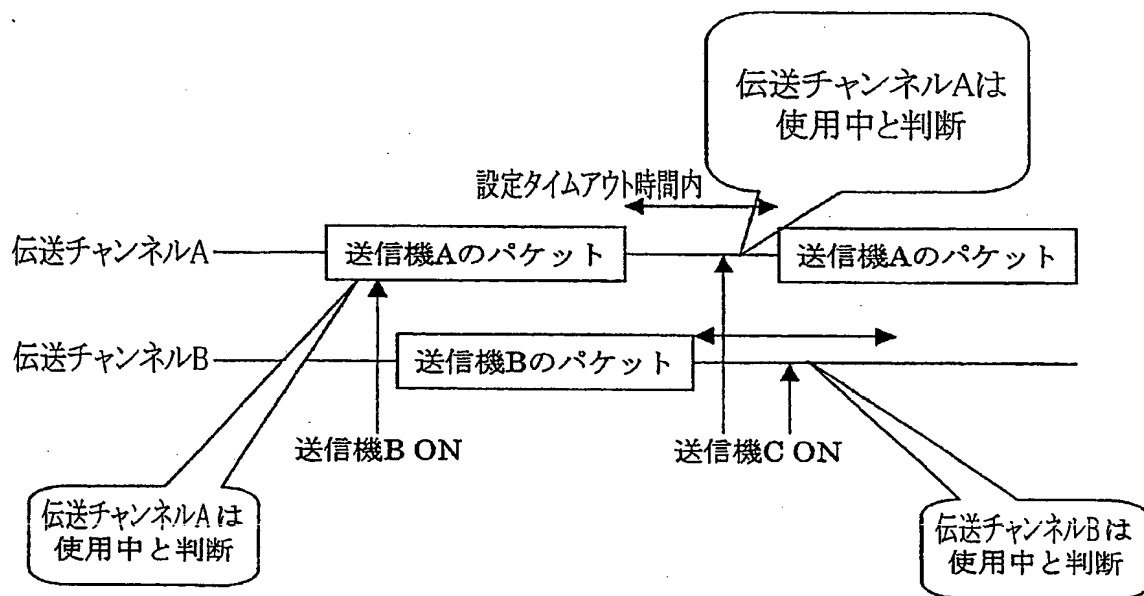 伝送チャンネルAは
使用中と判断
設定タイムアウト時間内
伝送チャンネルA
送信機Aのパケット
送信機Aのパケット
伝送チャンネルB
送信機Bのパケット
送信機B ON
送信機C ON
伝送チャンネルAは
使用中と判断
伝送チャンネルBは
使用中と判断